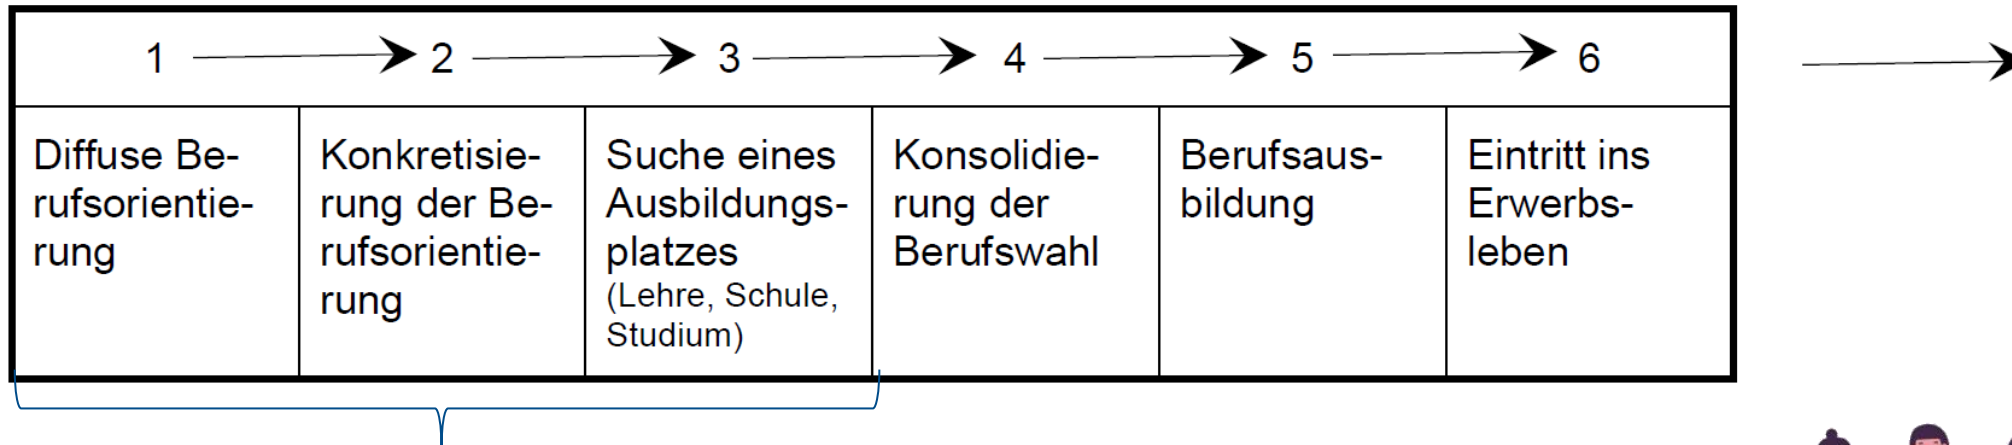 1 2 3 4 5 6
Diffuse Be-
rufsorientie-
rung
Konkretisie-
rung der Be-
rufsorientie-
rung
Suche eines
Ausbildungs-
platzes
(Lehre, Schule,
Studium)
Konsolidie-
rung der
Berufswahl
Berufsaus-
bildung
Eintritt ins
Erwerbs-
leben